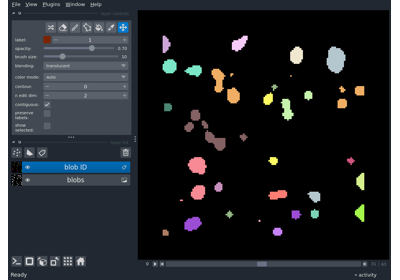 File View Plugins Window Help
label: 1
opacity: 0.70
brush size: 10
blending: translucent
color mode: auto
contour: 0
n edit dim: 2
contiguous:
preserve labels:
show selected:
blob ID
blobs
0
Ready
activity